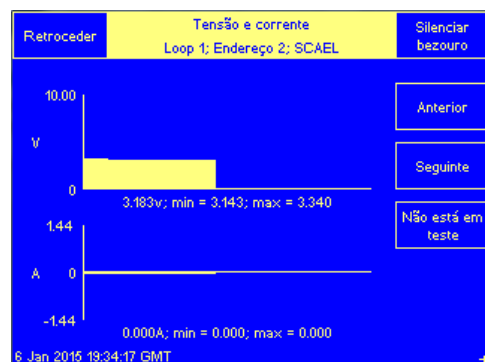 Retroceder
Tensão e corrente
Loop 1; Endereço 2; SCAEL
Silenciar
bezouro
10.00
V
0
3.183v; min = 3.143; max = 3.340
Anterior
Seguinte
Não está em
teste
1.44
A
0
-1.44
0.000A; min = 0.000; max = 0.000
6 Jan 2015 19:34:17 GMT